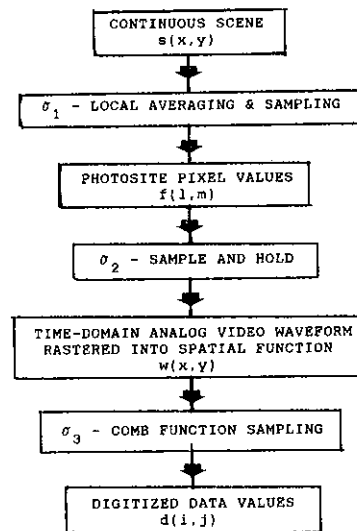 CONTINUOUS SCENE
s(x,y)
σ1 - LOCAL AVERAGING & SAMPLING
PHOTOSITE PIXEL VALUES
f(l,m)
σ2 - SAMPLE AND HOLD
TIME-DOMAIN ANALOG VIDEO WAVEFORM
RASTERED INTO SPATIAL FUNCTION
w(x,y)
σ3 - COMB FUNCTION SAMPLING
DIGITIZED DATA VALUES
d(i,j)